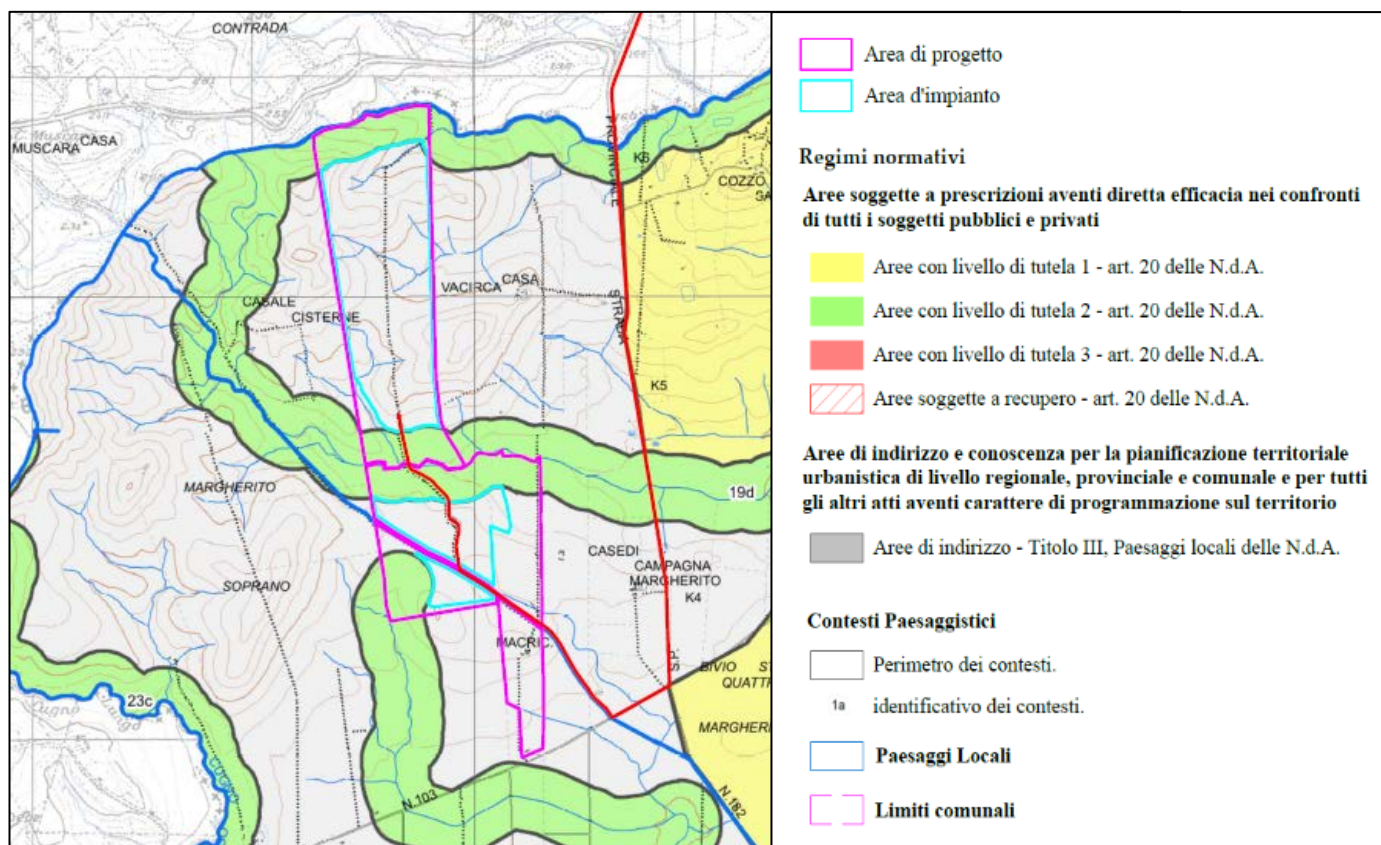 CONTRADA
C. Muscara
MUSCARA
CASA
PROVINCIALE
K5
COZZO
CASALE
CISTERNE
VACIRCA
CASA
STRADA
K5
MARGHERITO
19d
SOPRANO
CASEDI
CAMPAGNA
MARGHERITO
K4
MACRIC.
S.P.
BIVIO
QUATT
MARGHERI
23c
N.103
N.182
Area di progetto
Area d'impianto
Regimi normativi
Aree soggette a prescrizioni aventi diretta efficacia nei confronti
di tutti i soggetti pubblici e privati
Aree con livello di tutela 1 - art. 20 delle N.d.A.
Aree con livello di tutela 2 - art. 20 delle N.d.A.
Aree con livello di tutela 3 - art. 20 delle N.d.A.
Aree soggette a recupero - art. 20 delle N.d.A.
Aree di indirizzo e conoscenza per la pianificazione territoriale
urbanistica di livello regionale, provinciale e comunale e per tutti
gli altri atti aventi carattere di programmazione sul territorio
Aree di indirizzo - Titolo III, Paesaggi locali delle N.d.A.
Contesti Paesaggistici
Perimetro dei contesti.
1a
identificativo dei contesti.
Paesaggi Locali
Limiti comunali